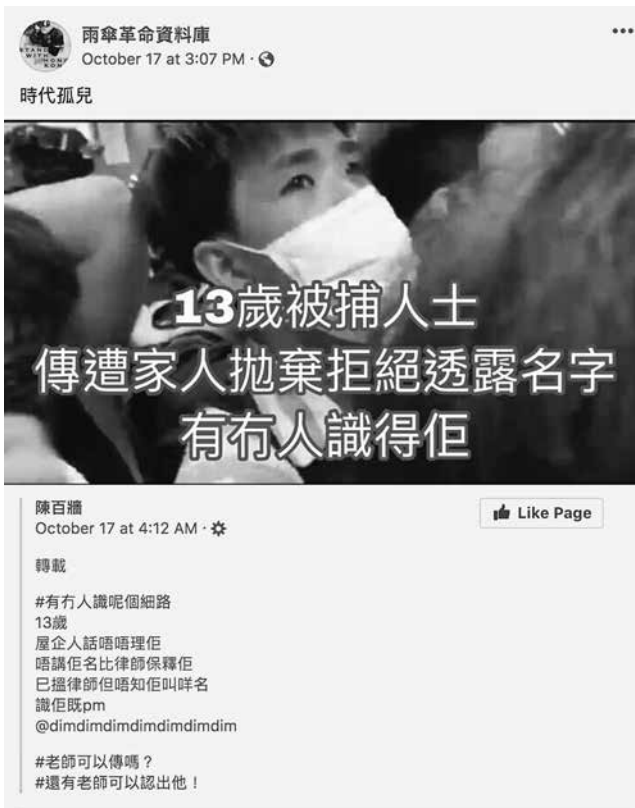 雨傘革命資料庫
October 17 at 3:07 PM ·
時代孤兒
13歲被捕人士
傳遭家人拋棄拒絕透露名字
有冇人識得佢
陳百牆
October 17 at 4:12 AM ·
Like Page
轉載
#有冇人識呢個細路
13歲
屋企人話唔唔理佢
唔講佢名比律師保釋佢
已搵律師但唔知佢叫咩名
識佢既pm
@dimdimdimdimdimdimdim
#老師可以傳嗎？
#還有老師可以認出他！